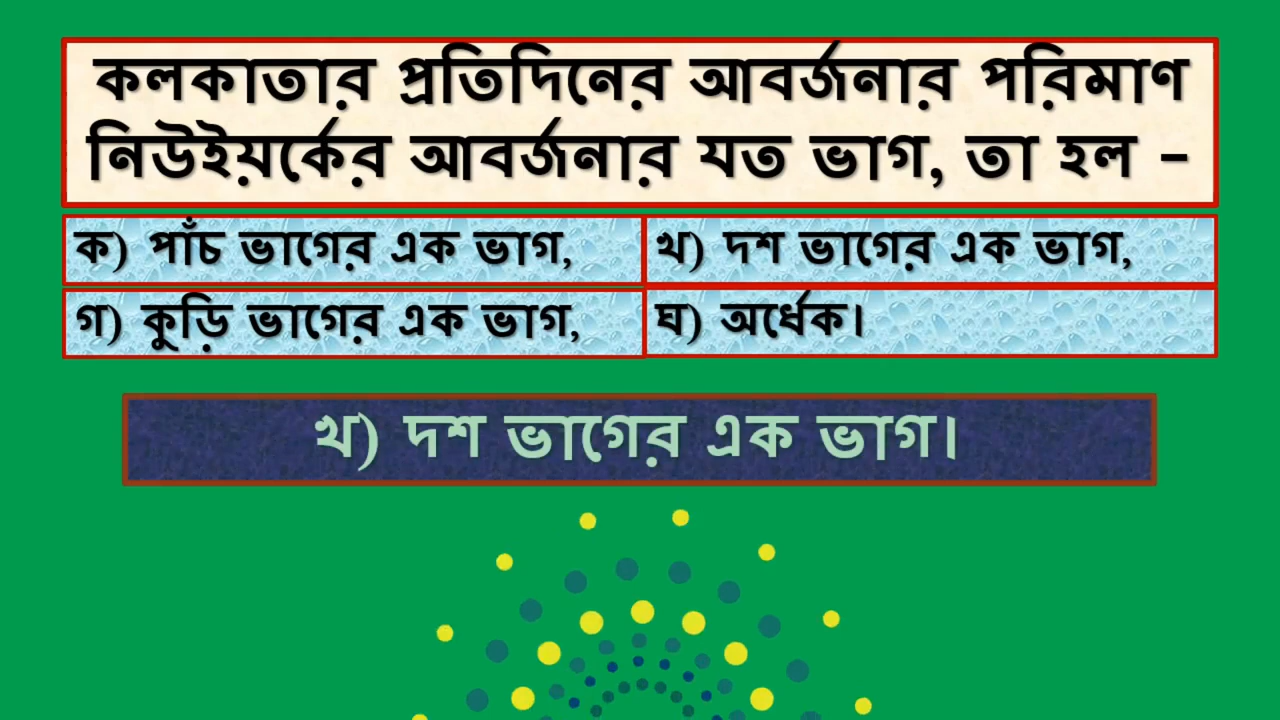 কলকাতার প্রতিদিনের আবর্জনার পরিমাণ
নিউইয়র্কের আবর্জনার যত ভাগ, তা হল –
ক) পাঁচ ভাগের এক ভাগ,
খ) দশ ভাগের এক ভাগ,
গ) কুড়ি ভাগের এক ভাগ,
ঘ) অর্ধেক।
খ) দশ ভাগের এক ভাগ।